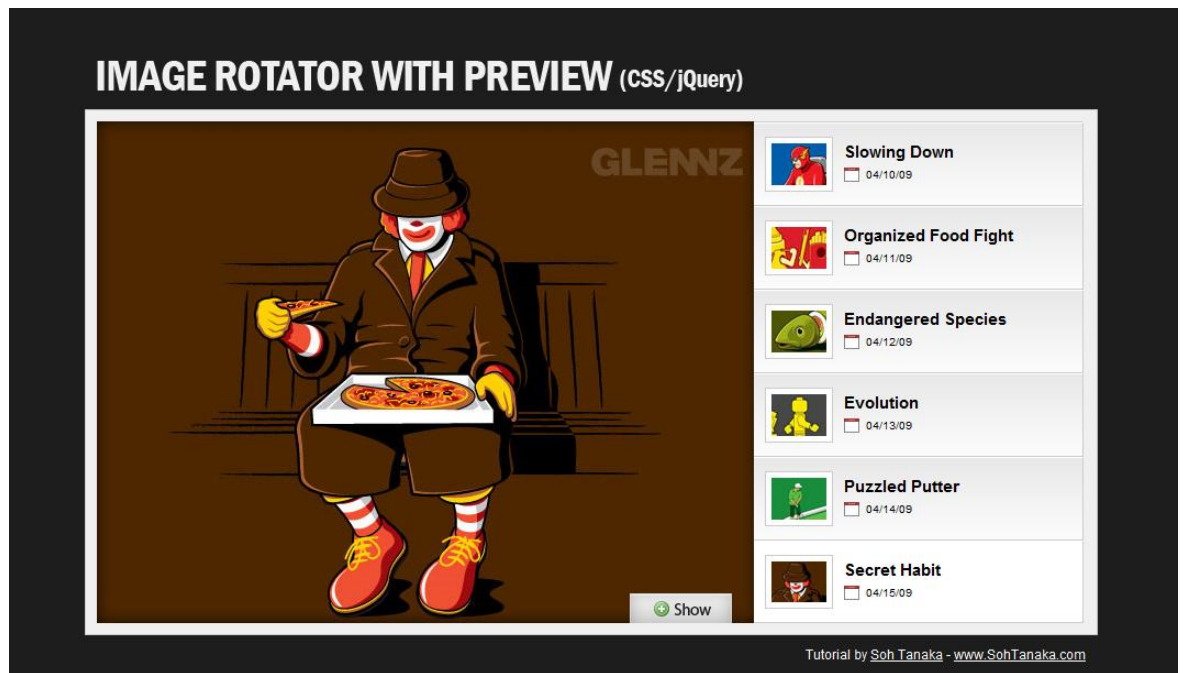 IMAGE ROTATOR WITH PREVIEW (CSS/jQuery)
GLENNZ
Slowing Down
04/10/09
Organized Food Fight
04/11/09
Endangered Species
04/12/09
Evolution
04/13/09
Puzzled Putter
04/14/09
Secret Habit
04/15/09
Show
Tutorial by Soh Tanaka - www.SohTanaka.com